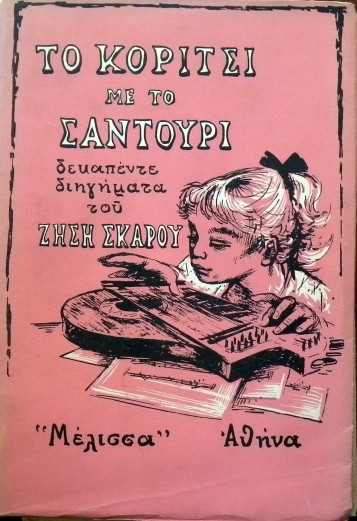 ΤΟ ΚΟΡΙΤΣΙ
ΜΕ ΤΟ
ΣΑΝΤΟΥΡΙ
δεκαπέντε
διηγήματα
τοῦ
ΖΗΣΗ ΣΚΑΡΟΥ
"Μέλισσα" Ἀθήνα